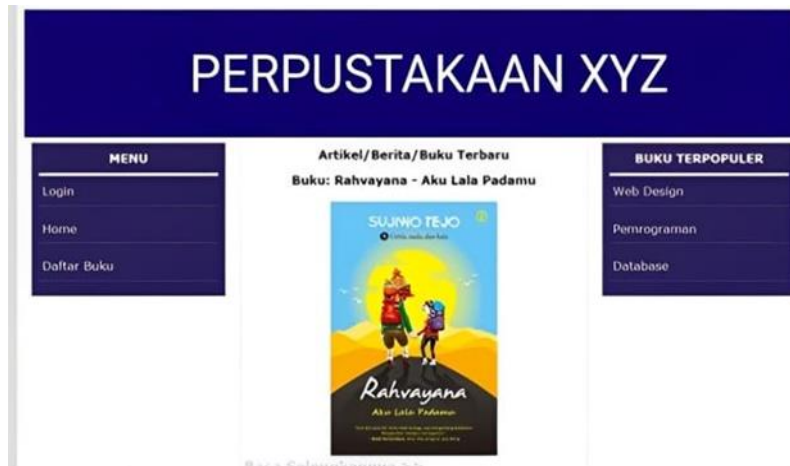 PERPUSTAKAAN XYZ
MENU
Login
Home
Daftar Buku
Artikel/Berita/Buku Terbaru
Buku: Rahvayana - Aku Lala Padamu
SUJIWO TEJO
Rahvayana
Aku Lala Padamu
BUKU TERPOPULER
Web Design
Pemrograman
Database